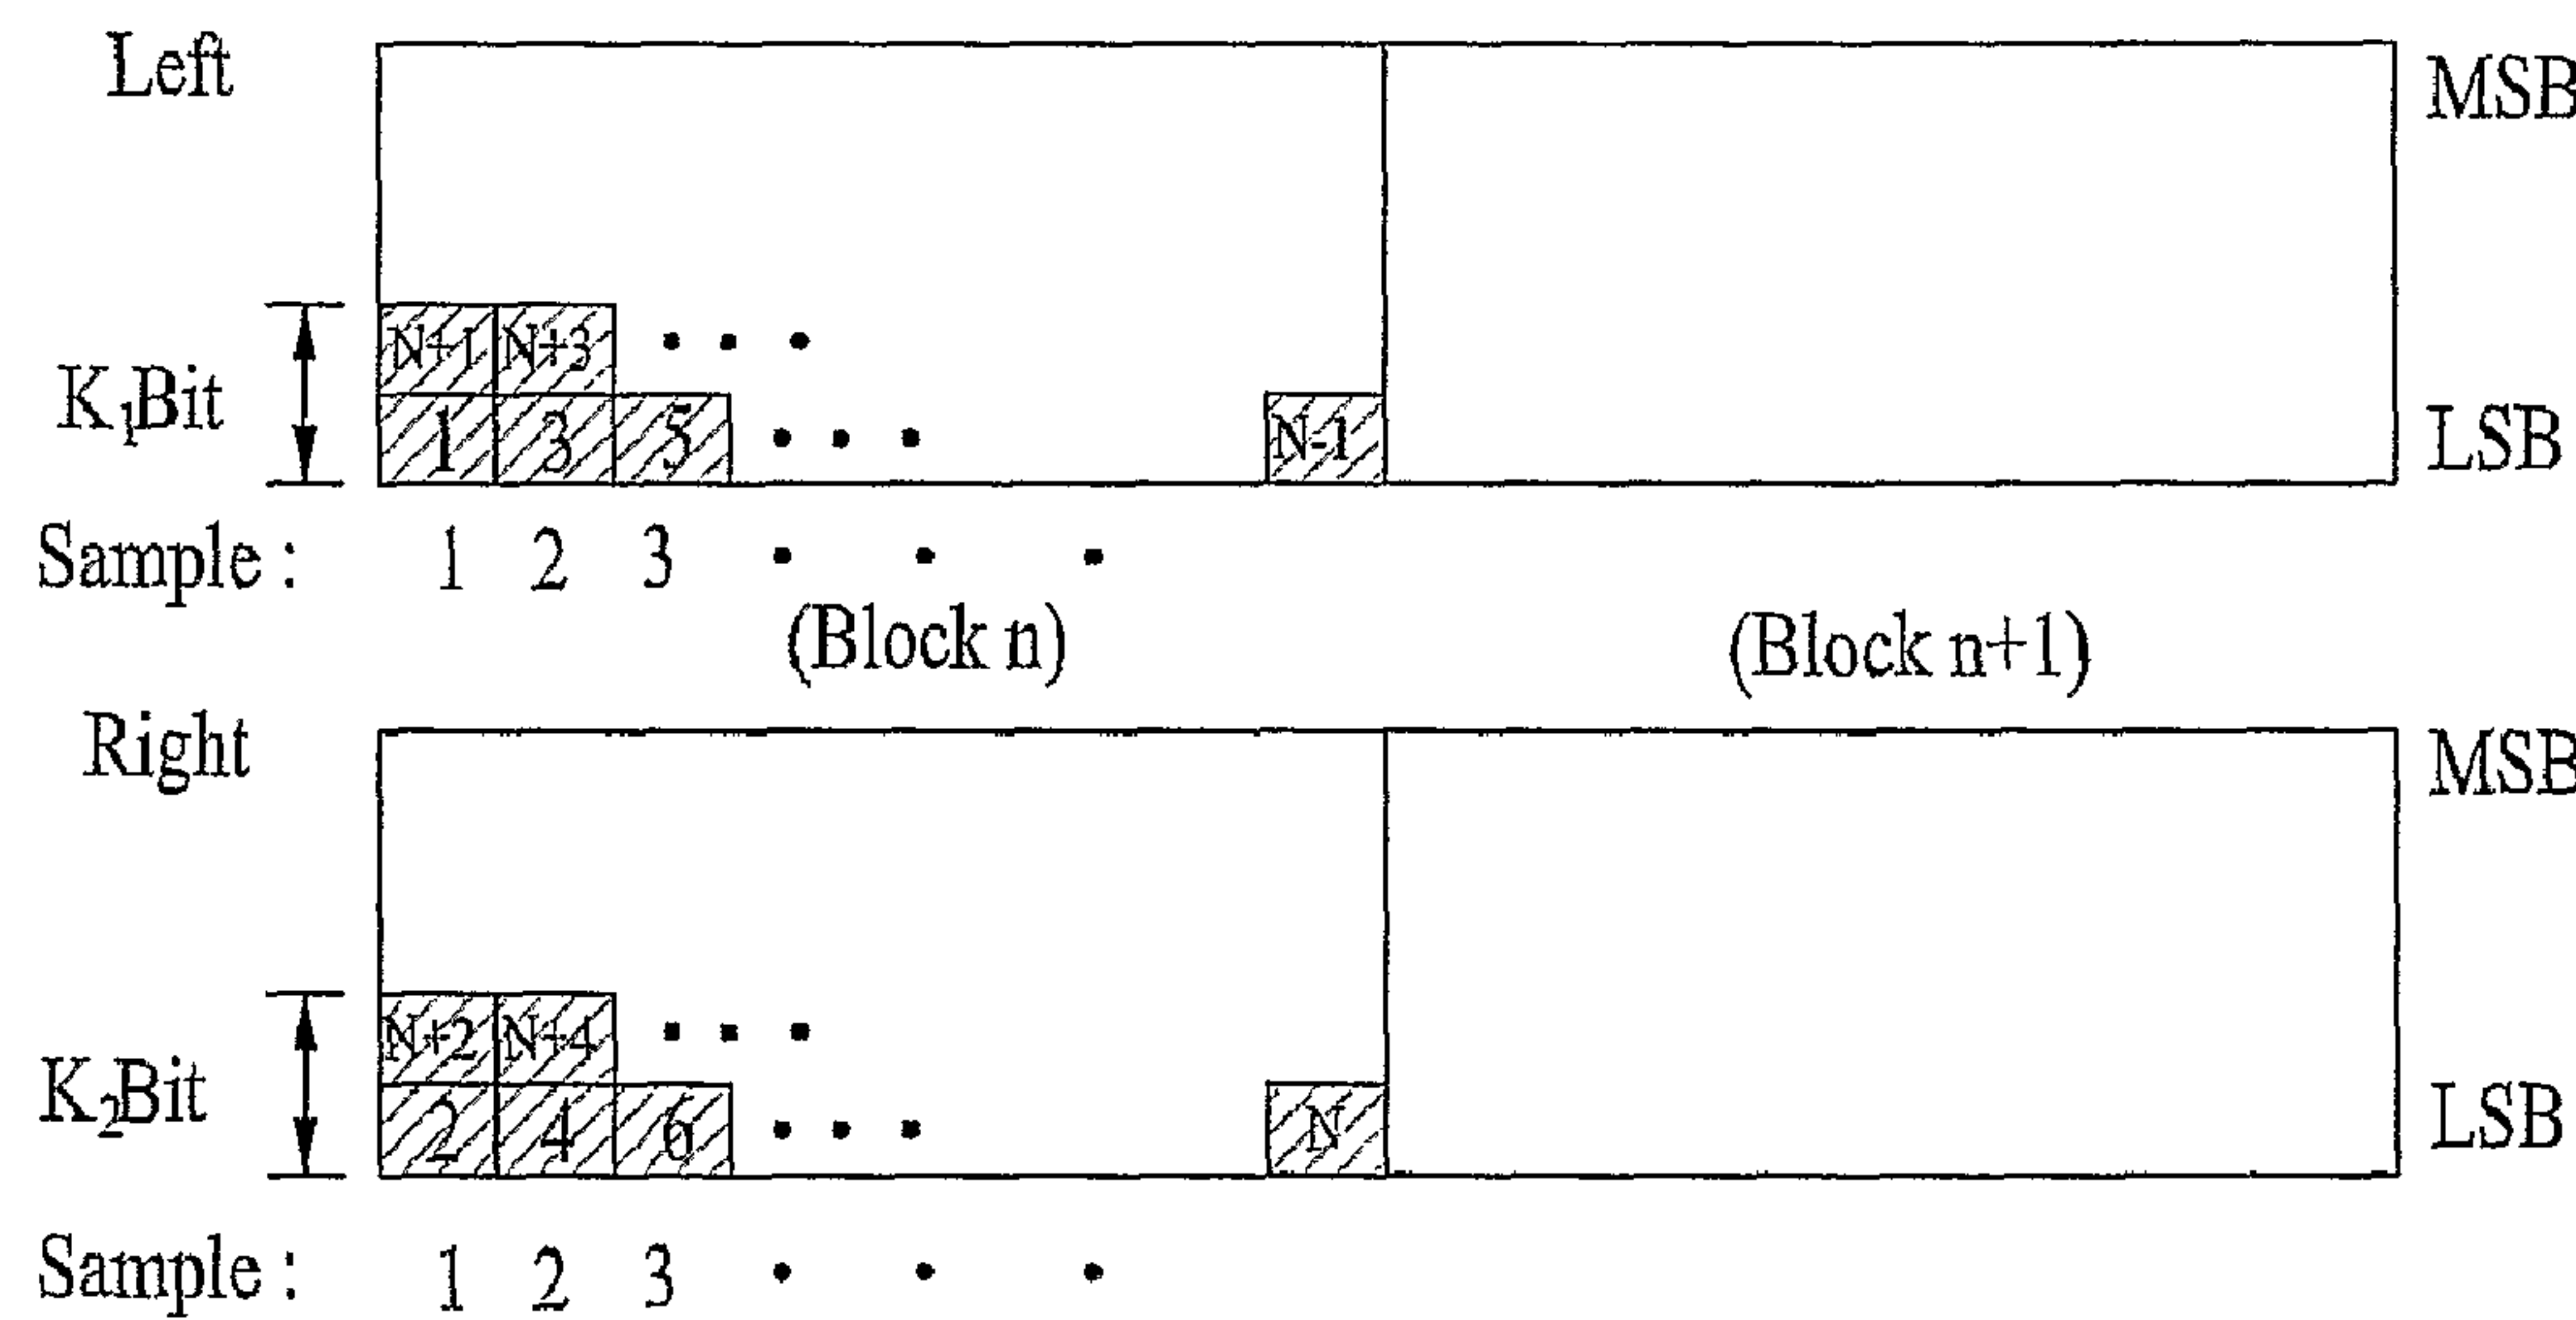 Left
MSB
N+1 N+3 • • •
K₁Bit
1 3 5 • • • N-1
LSB
Sample : 1 2 3 • • •
(Block n) (Block n+1)
Right
MSB
N+2 N+4 • • •
K₂Bit
2 4 6 • • • N
LSB
Sample : 1 2 3 • • •